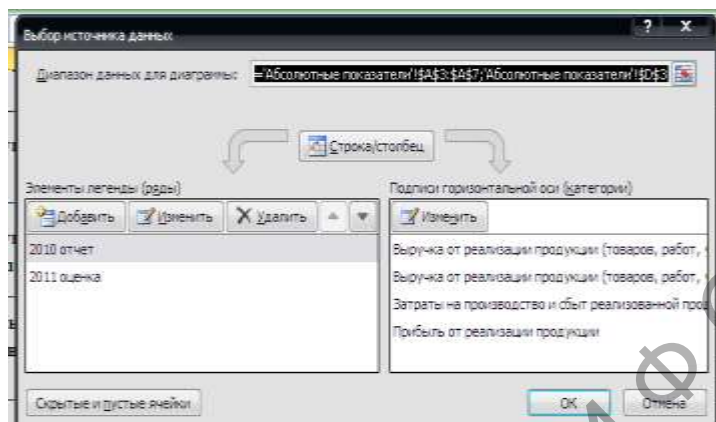 Выбор источника данных
? x
Диапазон данных для диаграммы: ='Абсолютные показатели'!$A$3:$A$7;'Абсолютные показатели'!$D$3
Строка/столбец
Элементы легенды (ряды)
Добавить Изменить Удалить
2010 отчет
2011 оценка
Подписи горизонтальной оси (категории)
Изменить
Выручка от реализации продукции (товаров, работ,
Выручка от реализации продукции (товаров, работ,
Затраты на производство и сбыт реализованной прод
Прибыль от реализации продукции
Скрытые и пустые ячейки
OK Отмена